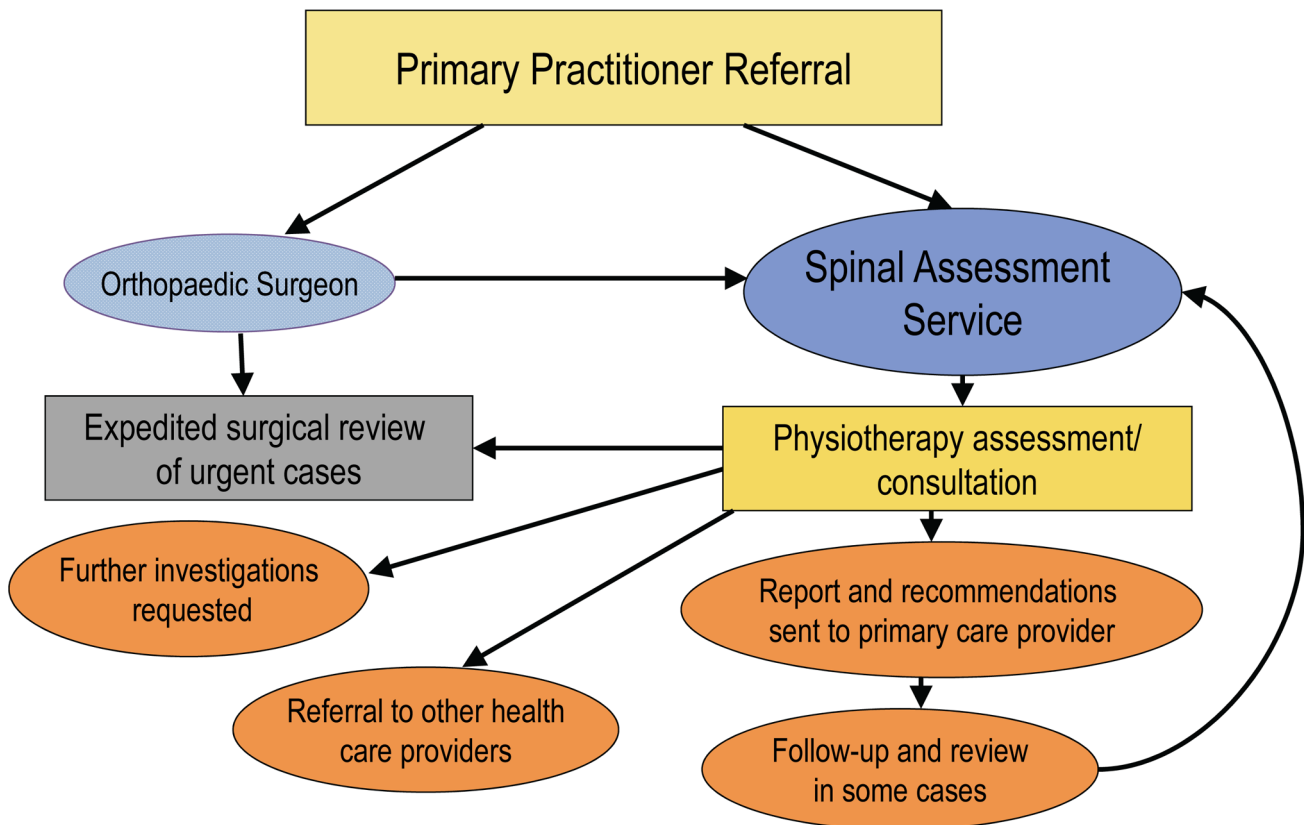 Primary Practitioner Referral
Orthopaedic Surgeon
Spinal Assessment
Service
Expedited surgical review
of urgent cases
Physiotherapy assessment/
consultation
Further investigations
requested
Report and recommendations
sent to primary care provider
Referral to other health
care providers
Follow-up and review
in some cases